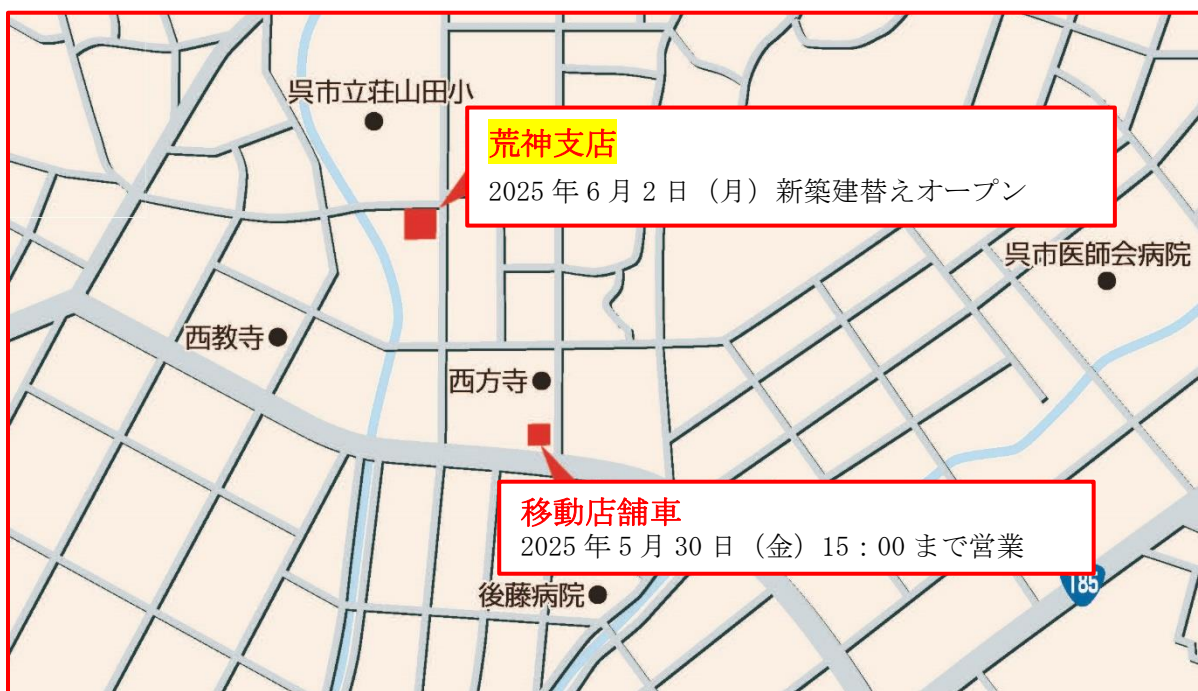 呉市立荘山田小
荒神支店
2025年6月2日（月）新築建替えオープン
呉市医師会病院
西教寺
西方寺
移動店舗車
2025年5月30日（金）15：00まで営業
185
後藤病院